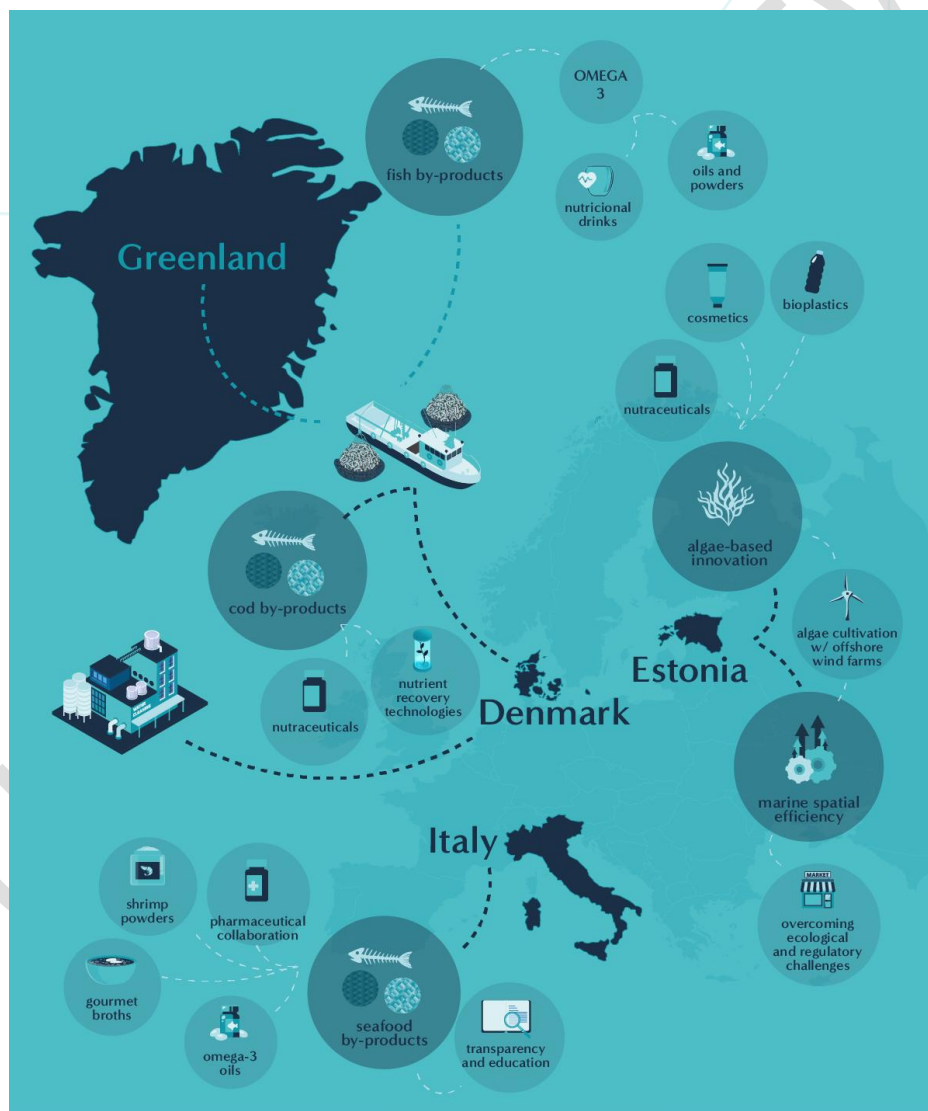 OMEGA
3
fish by-products
oils and
powders
nutricional
drinks
Greenland
cosmetics
bioplastics
nutraceuticals
algae-based
innovation
cod by-products
algae cultivation
w/ offshore
wind farms
Estonia
nutrient
recovery
technologies
nutraceuticals
Denmark
marine spatial
efficiency
Italy
MARKET
shrimp
powders
pharmaceutical
collaboration
overcoming
ecological
and regulatory
challenges
gourmet
broths
seafood
by-products
omega-3
oils
transparency
and education